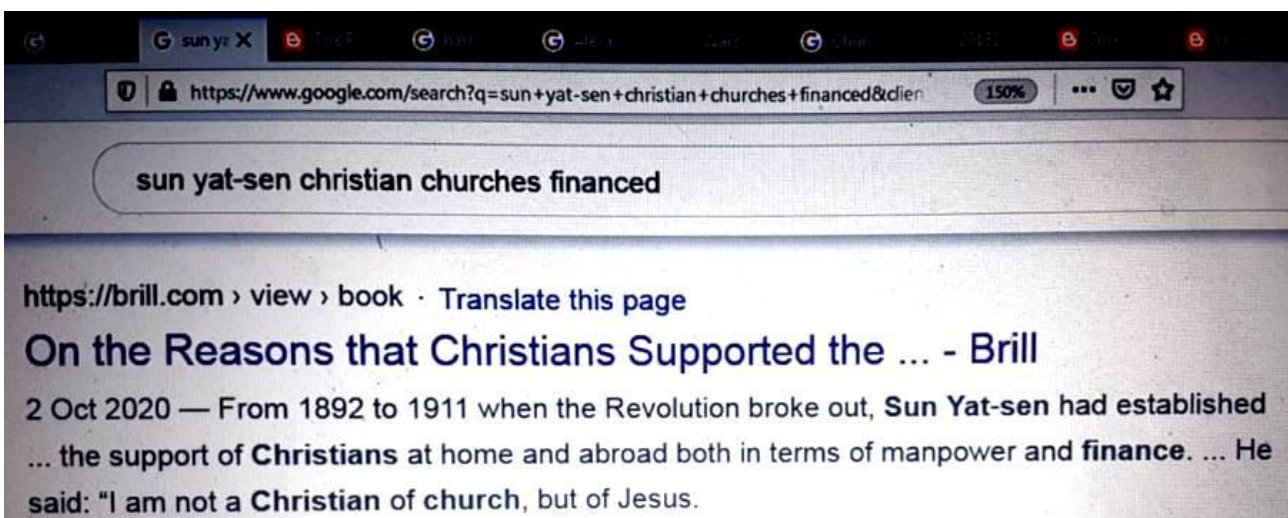 sun yz
https://www.google.com/search?q=sun+yat-sen+christian+churches+financed&clien
150%
sun yat-sen christian churches financed
https://brill.com › view › book · Translate this page
On the Reasons that Christians Supported the ... - Brill
2 Oct 2020 — From 1892 to 1911 when the Revolution broke out, Sun Yat-sen had established
... the support of Christians at home and abroad both in terms of manpower and finance. ... He
said: "I am not a Christian of church, but of Jesus.